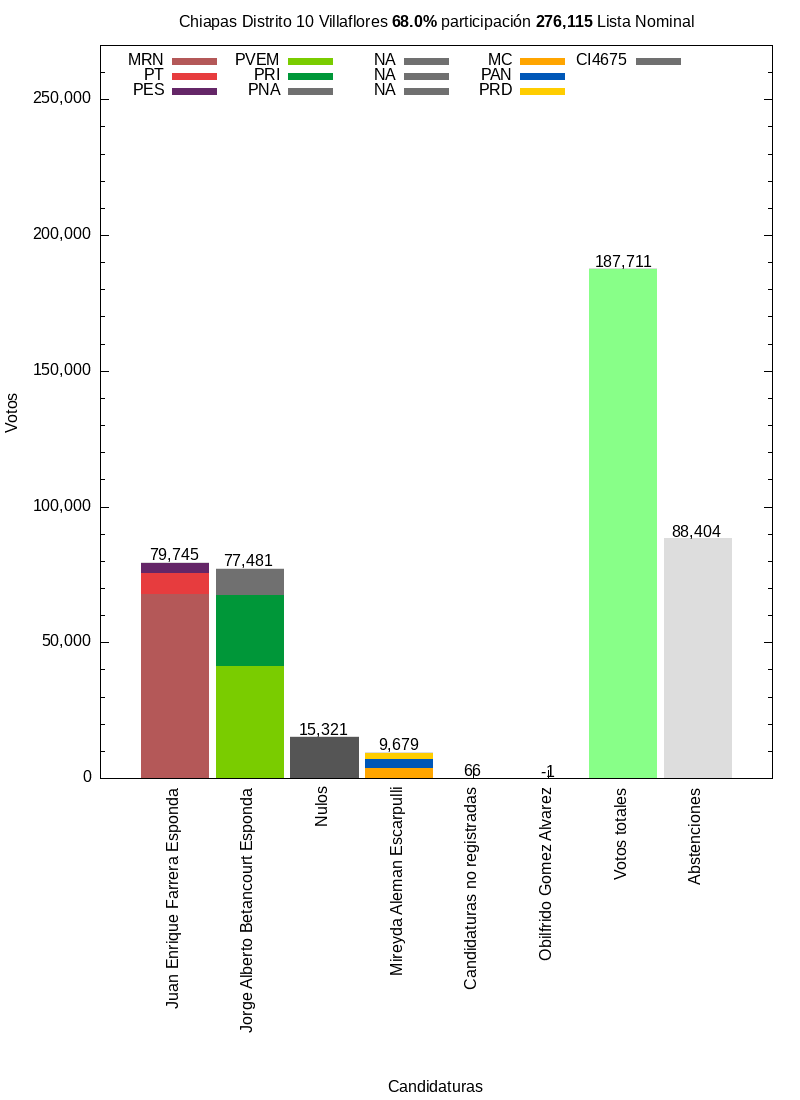 Chiapas Distrito 10 Villaflores 68.0% participación 276,115 Lista Nominal
MRN PVEM NA MC CI4675
PT PRI NA PAN
PES PNA NA PRD
250,000
200,000
150,000
100,000
50,000
0
Votos
79,745
77,481
15,321
9,679
66
-1
187,711
88,404
Juan Enrique Farrera Esponda
Jorge Alberto Betancourt Esponda
Nulos
Mireyda Aleman Escarpulli
Candidaturas no registradas
Obilfrido Gomez Alvarez
Votos totales
Abstenciones
Candidaturas